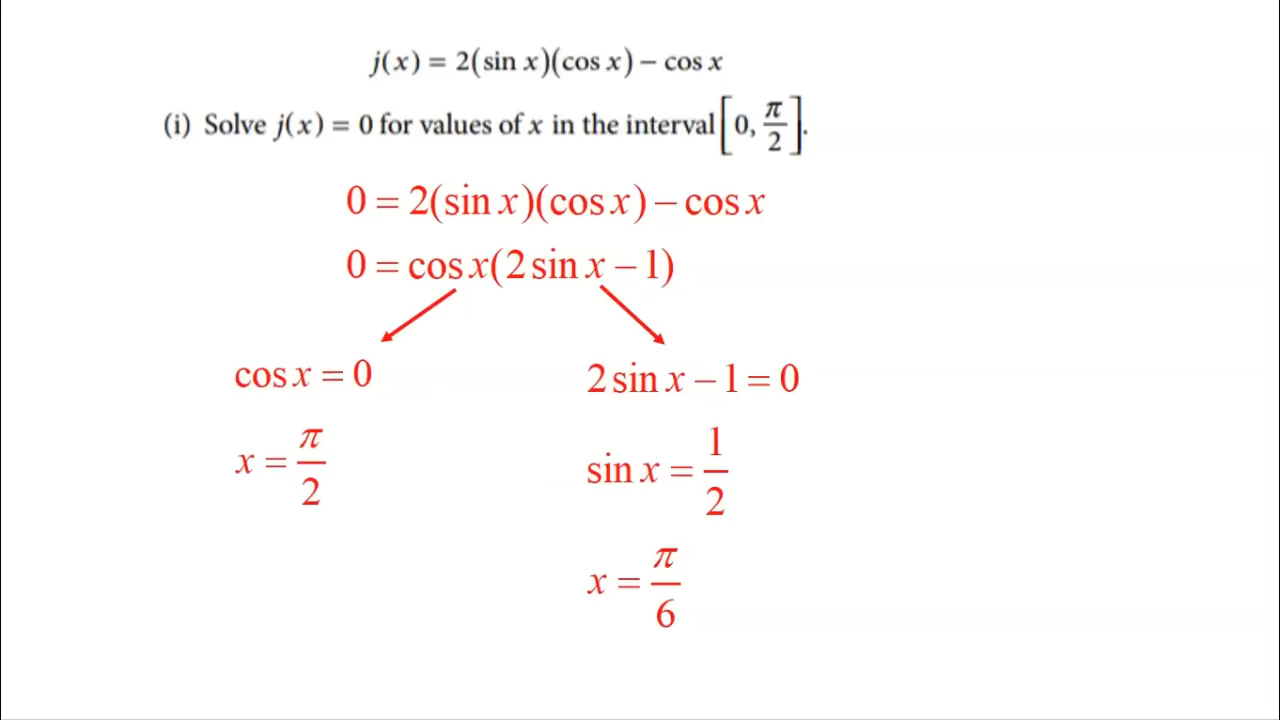 j(x) = 2(sin x)(cos x) − cos x
(i) Solve j(x) = 0 for values of x in the interval [0, π/2].
0 = 2(sin x)(cos x) − cos x
0 = cos x(2 sin x − 1)
cos x = 0
x = π/2
2 sin x − 1 = 0
sin x = 1/2
x = π/6